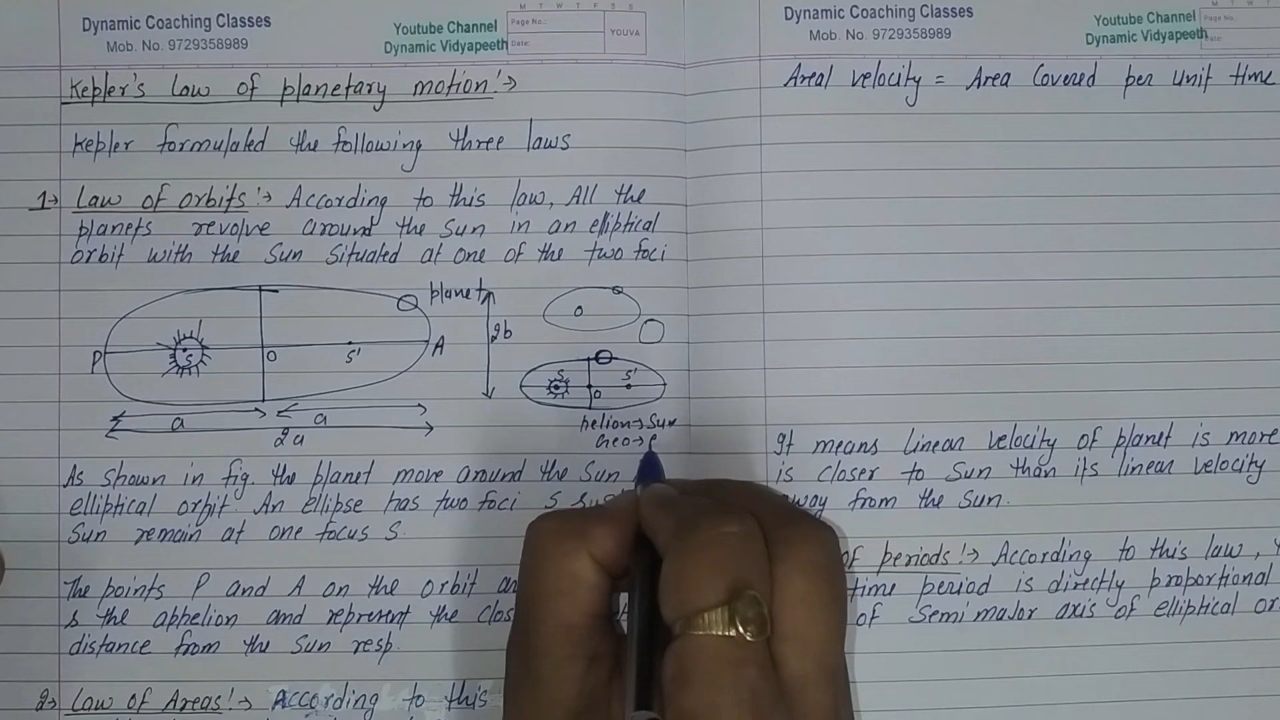 Dynamic Coaching Classes
Mob. No. 9729358989
Youtube Channel
Dynamic Vidyapeeth
M T W T F S S
Page No.:
Date:
YOUVA
Kepler's Law of planetary motion:→
Kepler formulated the following three laws
1→ Law of orbits:→ According to this law, All the
planets revolve around the Sun in an elliptical
orbit with the Sun Situated at one of the two foci
planet
P
S
O
S'
A
2b
a
a
2a
S
O
S'
helion→Sun
Geo→
As shown in fig. the planet move around the Sun
elliptical orbit. An ellipse has two foci S
Sun remain at one focus S.
The points P and A on the orbit
& the aphelion and represent the
distance from the Sun resp.
2→ Law of Areas:→ According to this
Dynamic Coaching Classes
Mob. No. 9729358989
Youtube Channel
Dynamic Vidyapeeth
M T W T
Page No.:
Date:
Areal velocity = Area Covered per Unit time
It means linear velocity of planet is more
is closer to Sun than its linear velocity
away from the Sun.
of periods:→ According to this law,
time period is directly proportional
of Semi major axis of elliptical